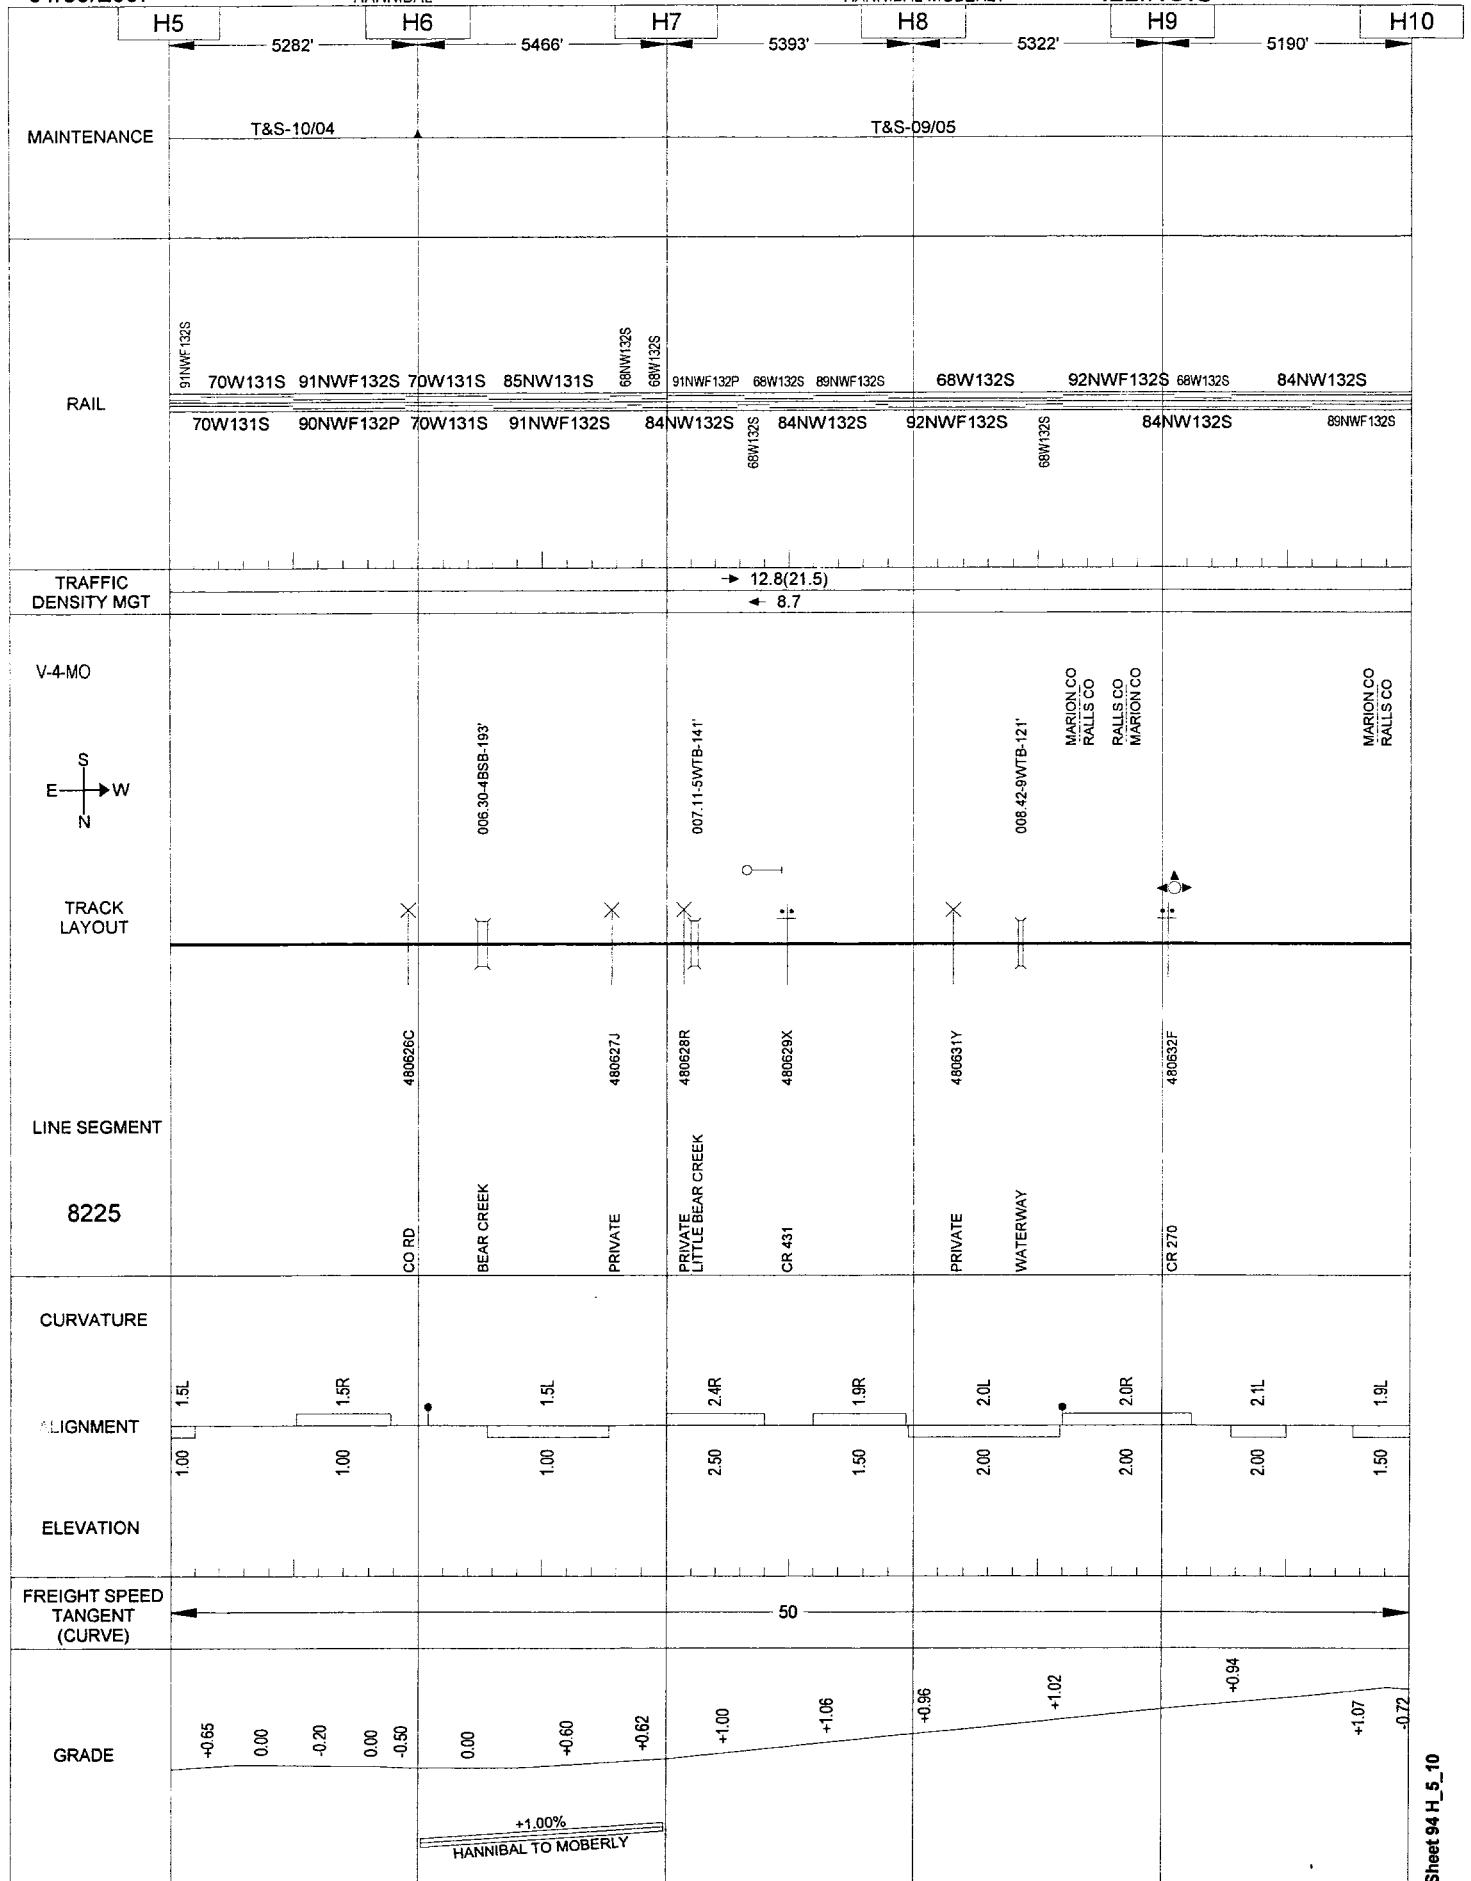 H5 H6 H7 H8 H9 H10
5282' 5466' 5393' 5322' 5190'
MAINTENANCE
T&S-10/04 T&S-09/05
RAIL
91NWF132S 70W131S 91NWF132S 70W131S 85NW131S 68NW132S 68W132S 91NWF132P 68W132S 89NWF132S 68W132S 92NWF132S 68W132S 84NW132S
70W131S 90NWF132P 70W131S 91NWF132S 84NW132S 68W132S 84NW132S 92NWF132S 68W132S 84NW132S 89NWF132S
TRAFFIC
DENSITY MGT
12.8(21.5)
8.7
V-4-MO
S
E W
N
006.30-4BSB-193'
007.11-5WTB-141'
008.42-9WTB-121'
MARION CO
RALLS CO
RALLS CO
MARION CO
MARION CO
RALLS CO
TRACK
LAYOUT
480626C 480627J 480628R 480629X 480631Y 480632F
LINE SEGMENT
8225
CO RD
BEAR CREEK
PRIVATE
PRIVATE
LITTLE BEAR CREEK
CR 431
PRIVATE
WATERWAY
CR 270
CURVATURE
1.5L 1.5R 1.5L 2.4R 1.9R 2.0L 2.0R 2.1L 1.9L
ALIGNMENT
1.00 1.00 1.00 2.50 1.50 2.00 2.00 2.00 1.50
ELEVATION
FREIGHT SPEED
TANGENT
(CURVE)
50
GRADE
+0.65 0.00 -0.20 0.00 -0.50 0.00 +0.60 +0.62 +1.00 +1.06 +0.96 +1.02 +0.94 +1.07 -0.72
+1.00%
HANNIBAL TO MOBERLY
Sheet 94 H_5_10